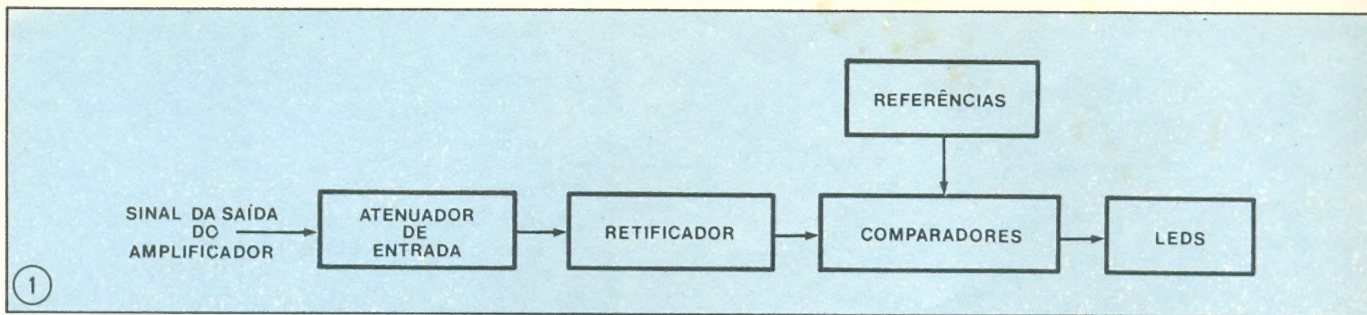 REFERÊNCIAS
SINAL DA SAÍDA
DO
AMPLIFICADOR
ATENUADOR
DE
ENTRADA
RETIFICADOR
COMPARADORES
LEDS
1